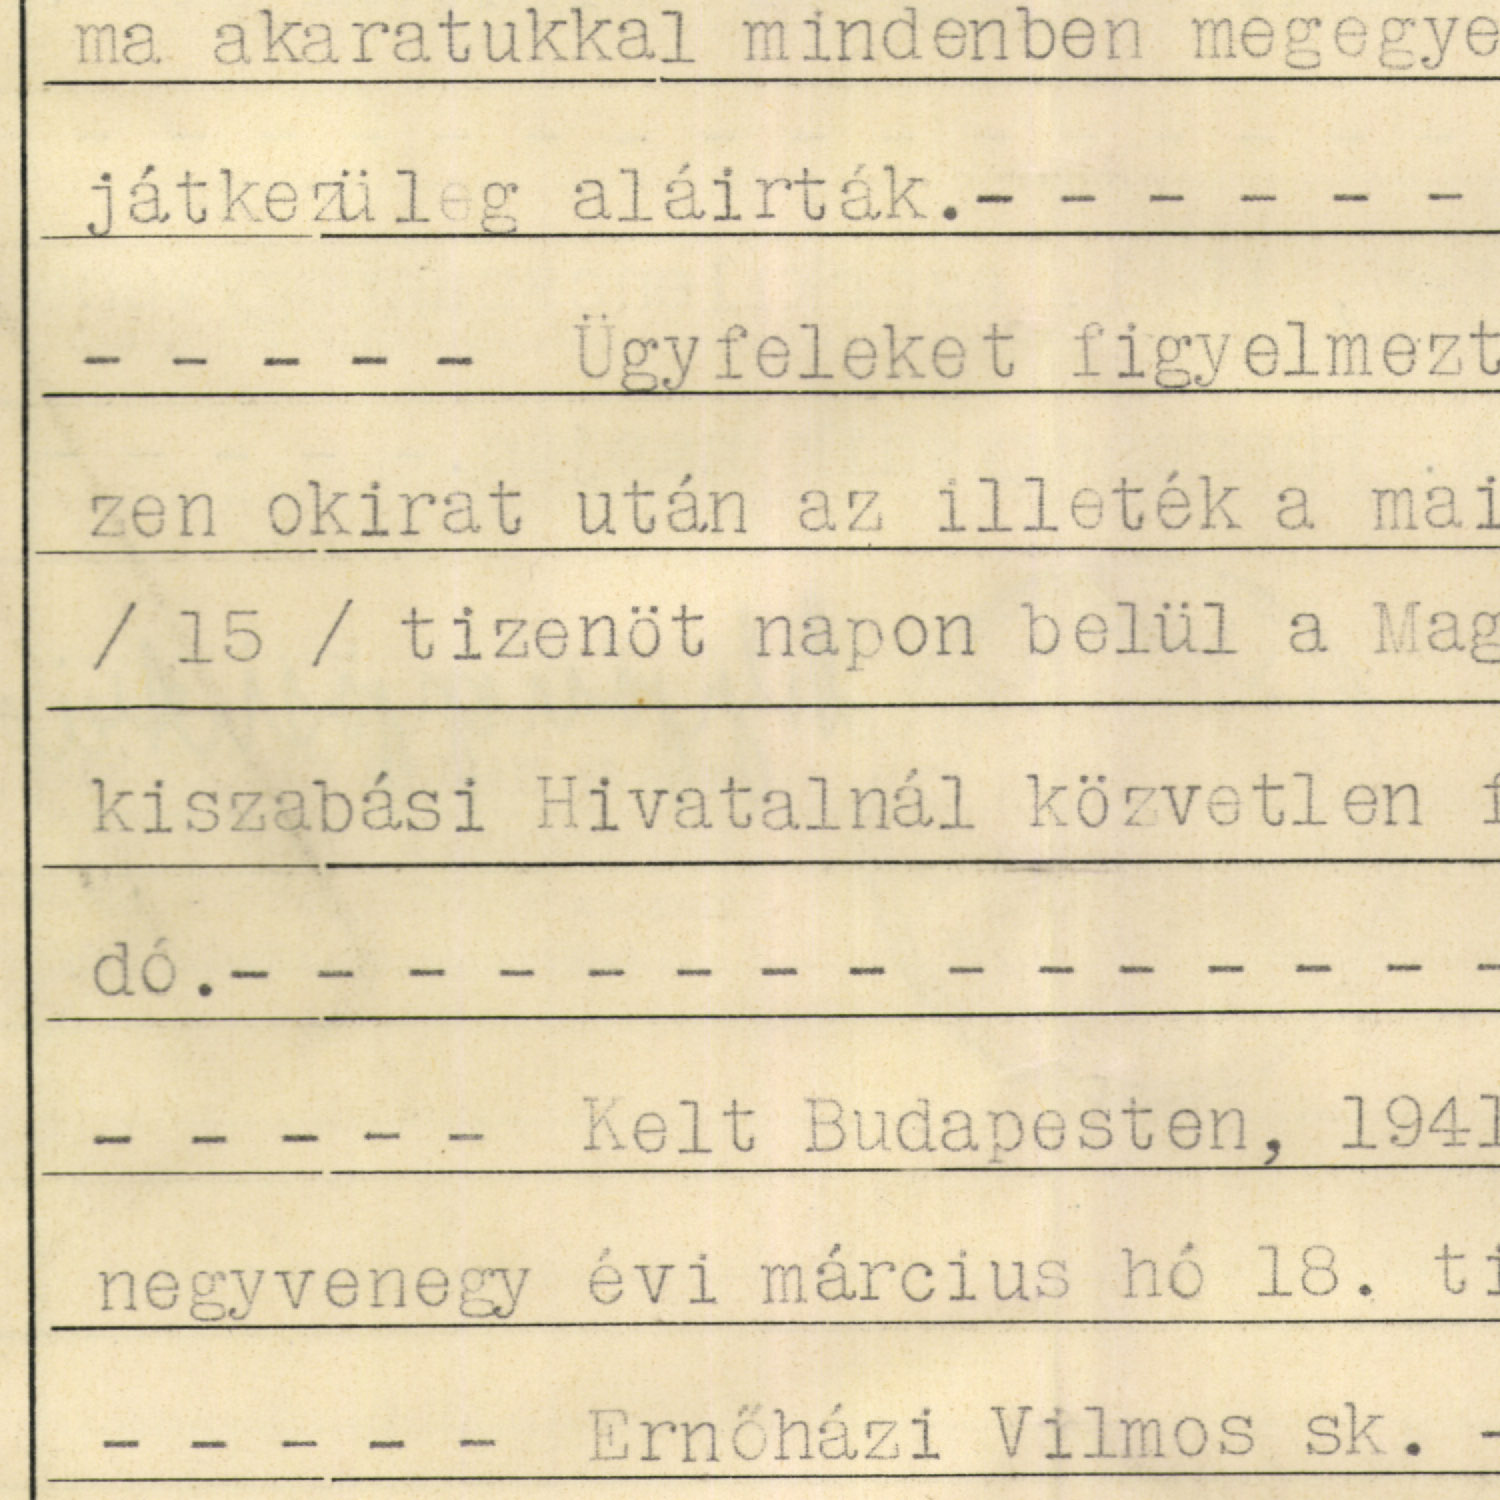 ma akaratukkal mindenben megegye
játkezüleg aláirták.- - - - - -
- - - - - Ügyfeleket figyelmezt
zen okirat után az illeték a mai
/ 15 / tizenöt napon belül a Mag
kiszabási Hivatalnál közvetlen f
dó.- - - - - - - - - - - - - - -
- - - - - Kelt Budapesten, 1941
negyvenegy évi március hó 18. ti
- - - - - Ernőházi Vilmos sk. -